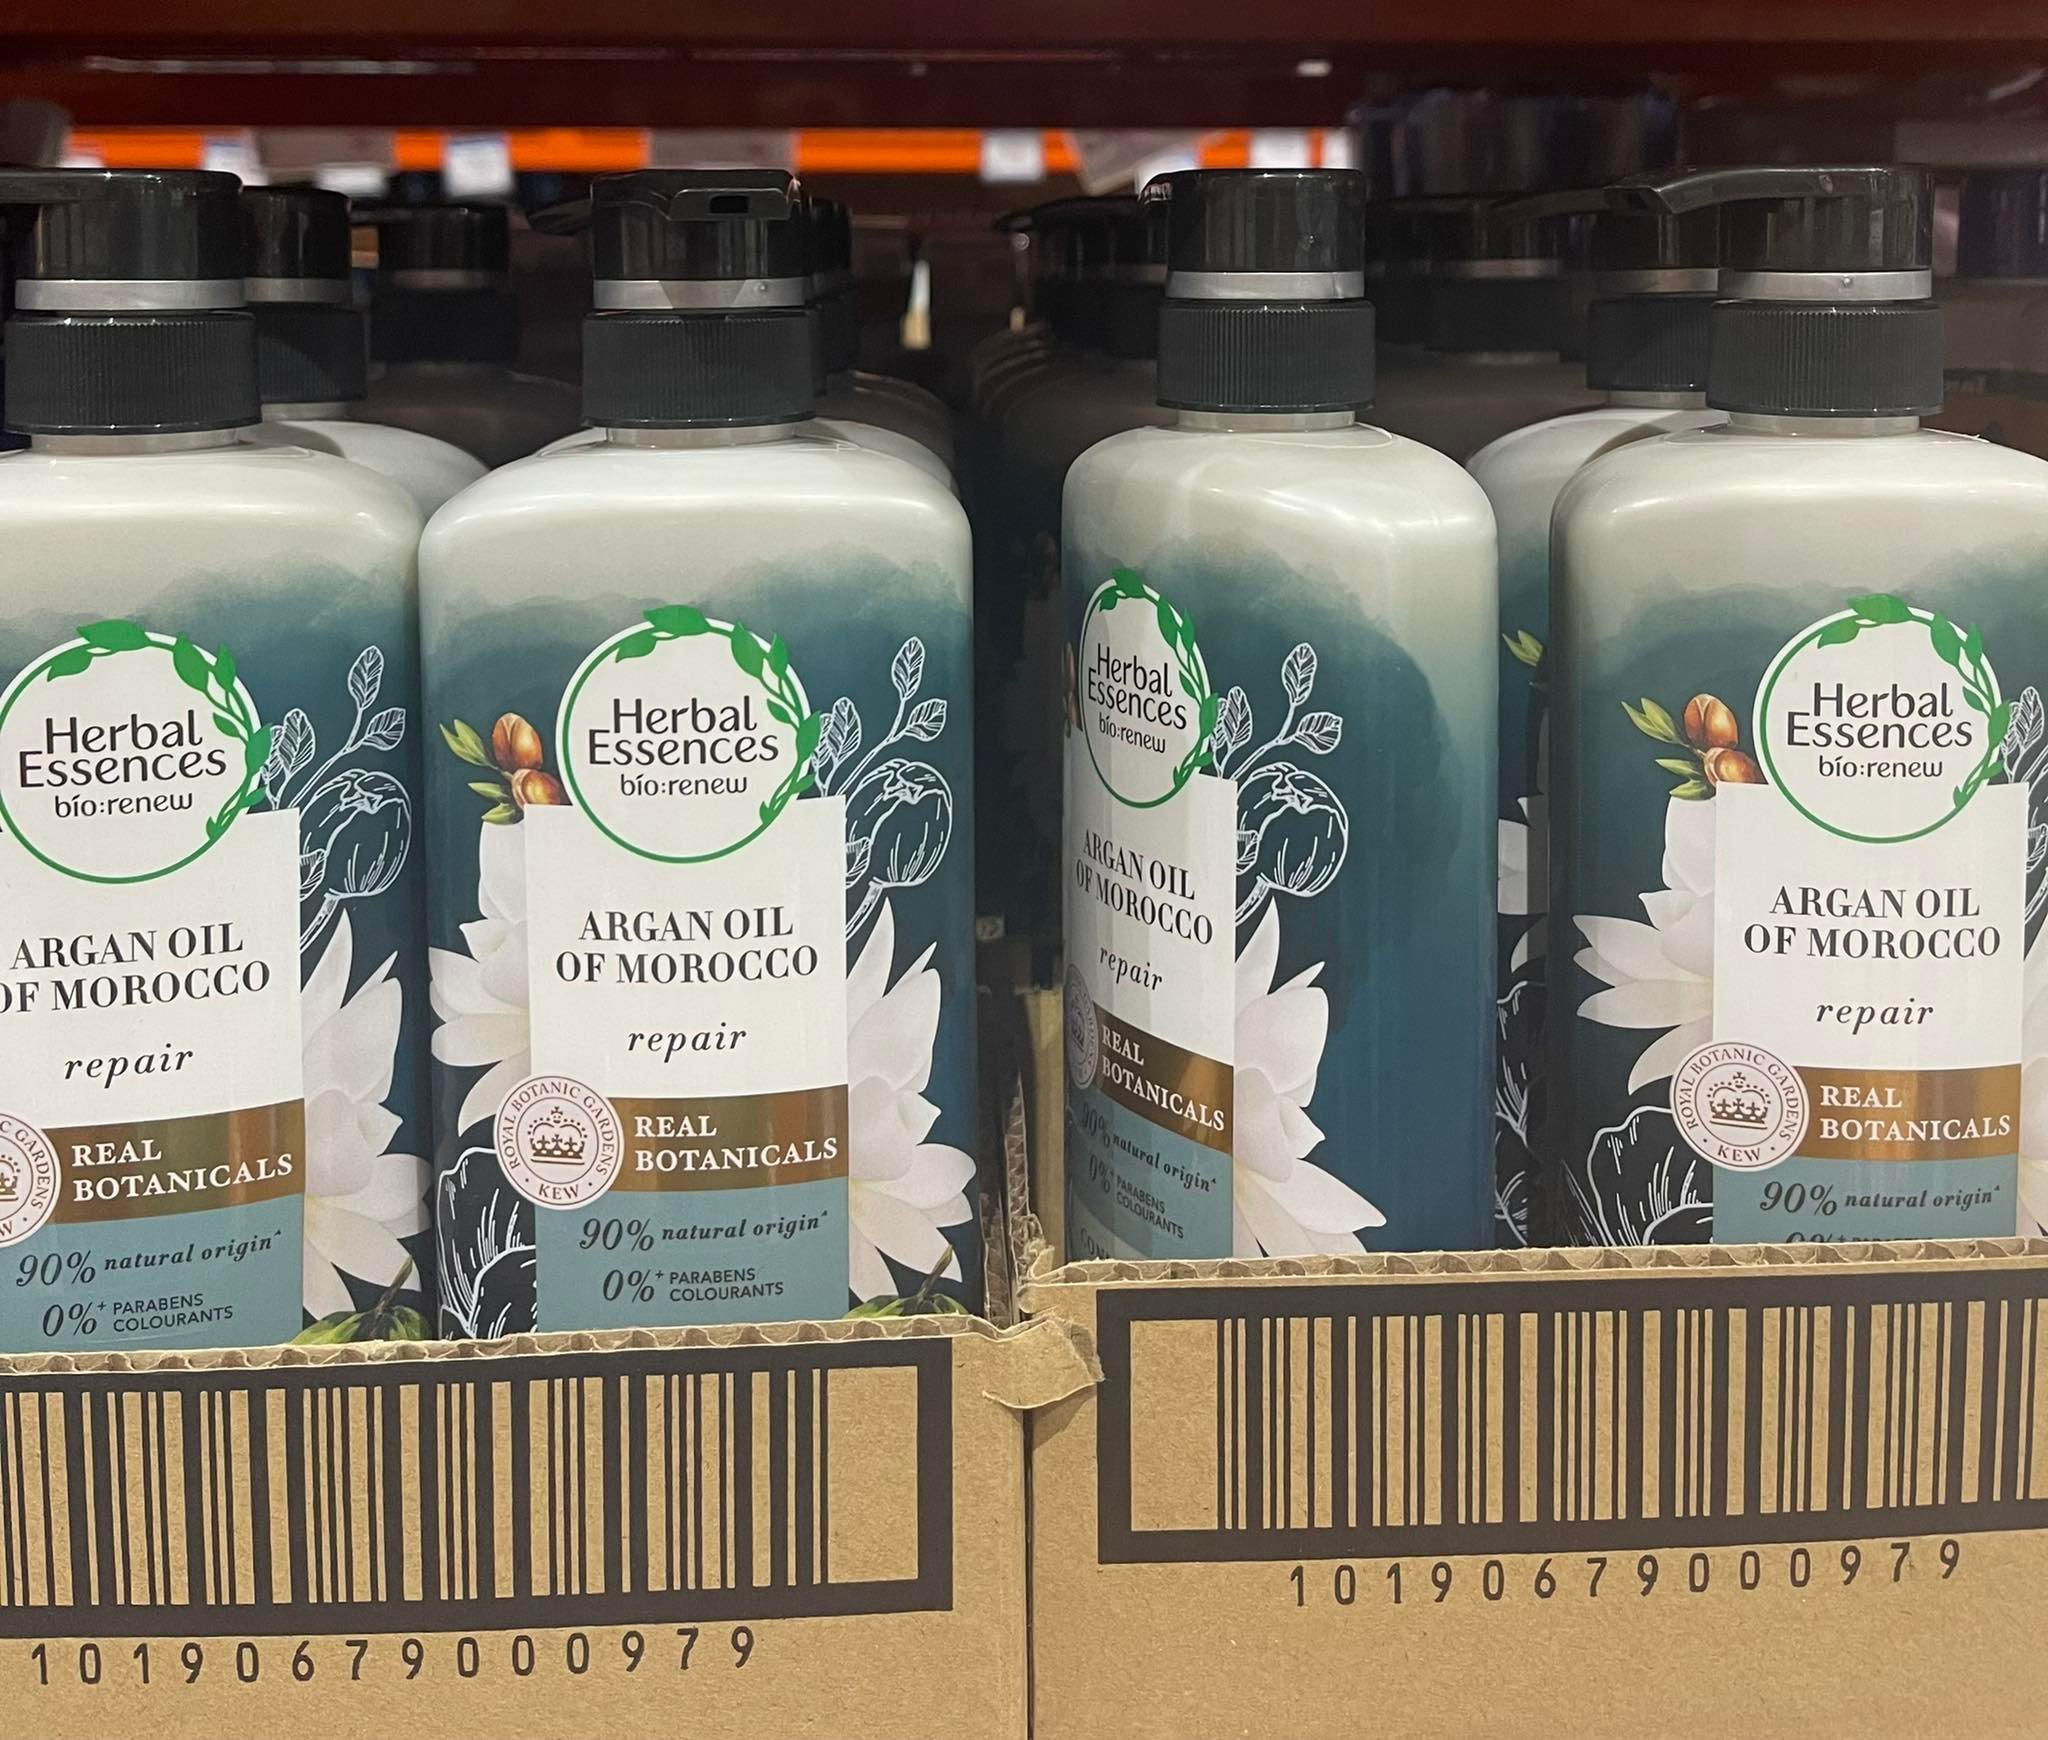 Herbal
Essences
bío:renew
ARGAN OIL
OF MOROCCO
repair
GARDENS
REAL
BOTANICALS
90% natural origin^
0%+ PARABENS
COLOURANTS
Herbal
Essences
bío:renew
ARGAN OIL
OF MOROCCO
repair
ROYAL BOTANIC GARDENS
• KEW •
REAL
BOTANICALS
90% natural origin^
0%+ PARABENS
COLOURANTS
Herbal
Essences
bío:renew
ARGAN OIL
OF MOROCCO
repair
REAL
BOTANICALS
90% natural origin^
0%+ PARABENS
COLOURANTS
Herbal
Essences
bío:renew
ARGAN OIL
OF MOROCCO
repair
ROYAL BOTANIC GARDENS
• KEW •
REAL
BOTANICALS
90% natural origin^
10190679000979
10190679000979